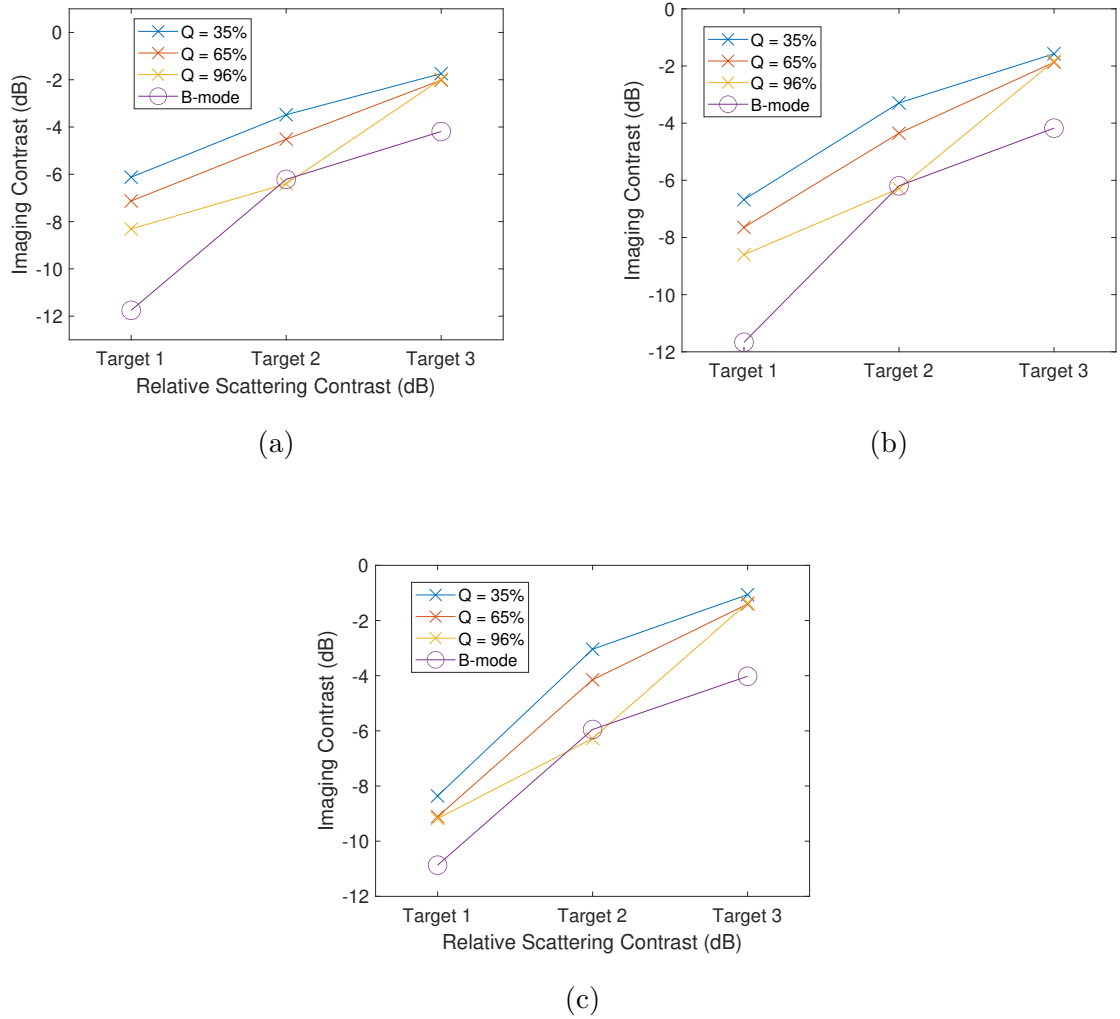 0
-2
-4
-6
-8
-10
-12
Imaging Contrast (dB)
Q = 35%
Q = 65%
Q = 96%
B-mode
Target 1 Target 2 Target 3
Relative Scattering Contrast (dB)
(a)
0
-2
-4
-6
-8
-10
-12
Imaging Contrast (dB)
Q = 35%
Q = 65%
Q = 96%
B-mode
Target 1 Target 2 Target 3
(b)
0
-2
-4
-6
-8
-10
-12
Imaging Contrast (dB)
Q = 35%
Q = 65%
Q = 96%
B-mode
Target 1 Target 2 Target 3
Relative Scattering Contrast (dB)
(c)